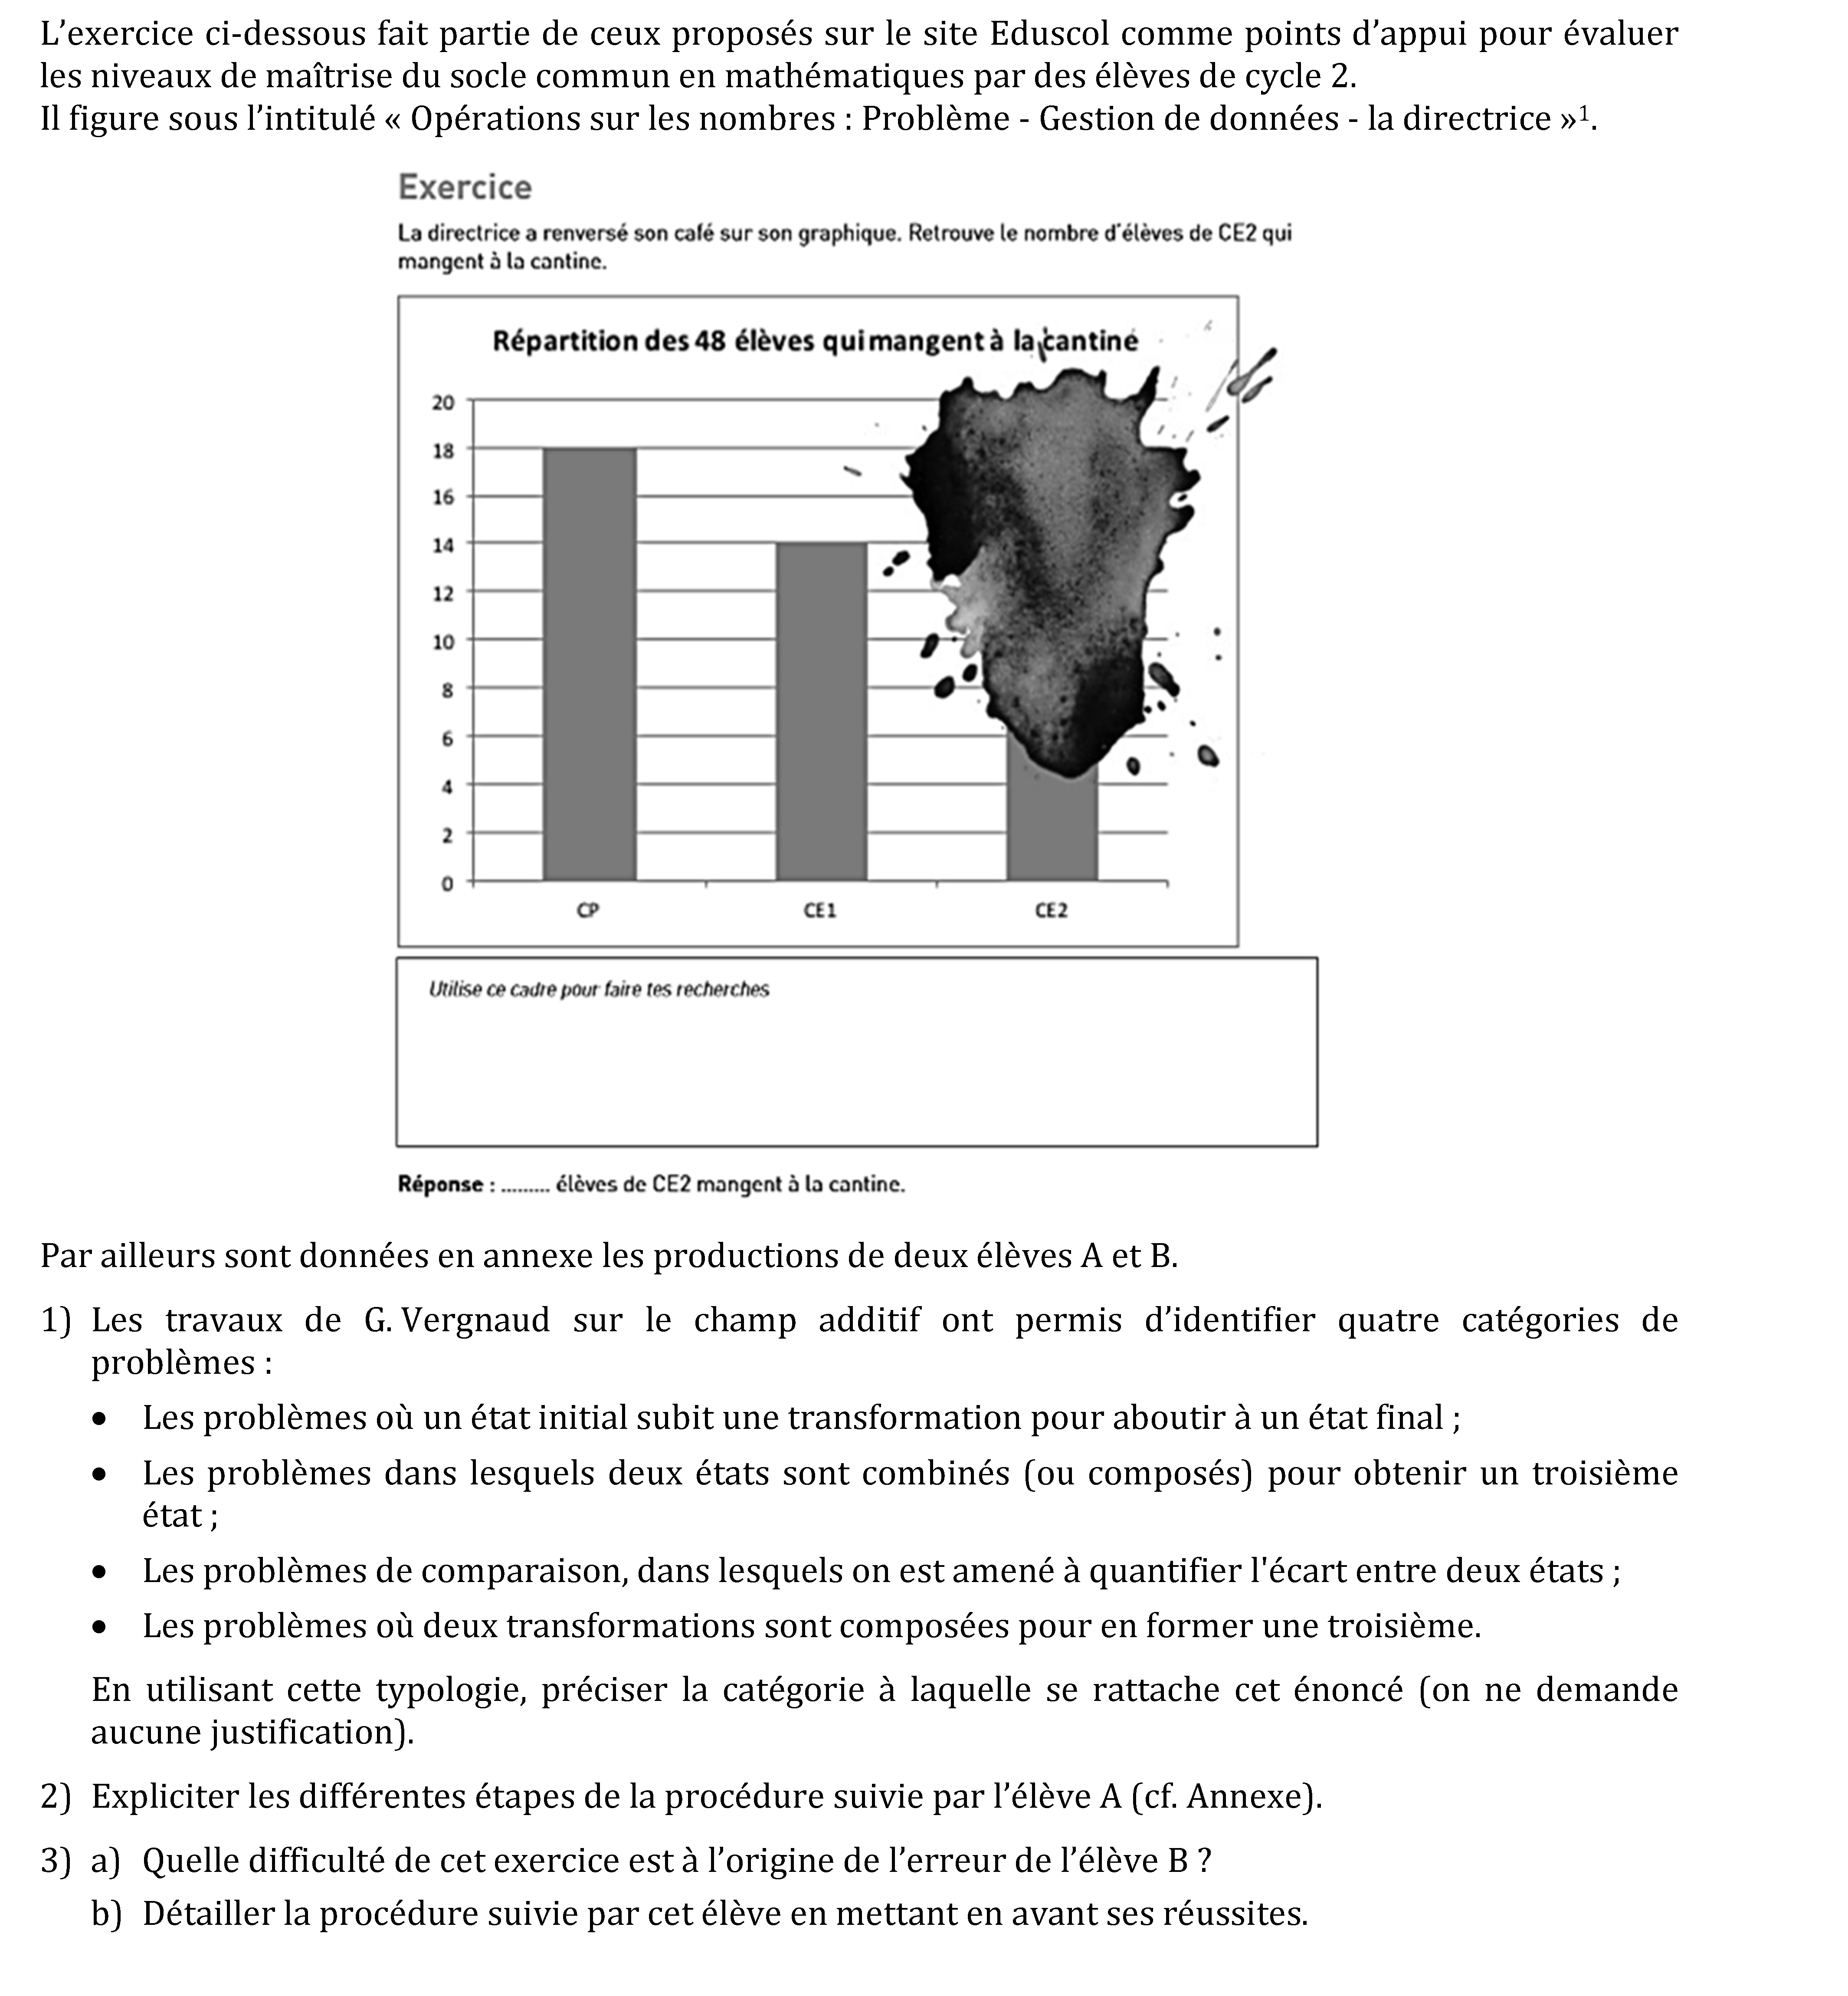 L’exercice ci-dessous fait partie de ceux proposés sur le site Eduscol comme points d’appui pour évaluer
les niveaux de maîtrise du socle commun en mathématiques par des élèves de cycle 2.
Il figure sous l’intitulé « Opérations sur les nombres : Problème - Gestion de données - la directrice »¹.
Exercice
La directrice a renversé son café sur son graphique. Retrouve le nombre d’élèves de CE2 qui
mangent à la cantine.
Répartition des 48 élèves qui mangent à la cantine
20
18
16
14
12
10
8
6
4
2
0
CP CE1 CE2
Utilise ce cadre pour faire tes recherches
Réponse : ......... élèves de CE2 mangent à la cantine.
Par ailleurs sont données en annexe les productions de deux élèves A et B.
1) Les travaux de G. Vergnaud sur le champ additif ont permis d’identifier quatre catégories de
problèmes :
• Les problèmes où un état initial subit une transformation pour aboutir à un état final ;
• Les problèmes dans lesquels deux états sont combinés (ou composés) pour obtenir un troisième
état ;
• Les problèmes de comparaison, dans lesquels on est amené à quantifier l'écart entre deux états ;
• Les problèmes où deux transformations sont composées pour en former une troisième.
En utilisant cette typologie, préciser la catégorie à laquelle se rattache cet énoncé (on ne demande
aucune justification).
2) Expliciter les différentes étapes de la procédure suivie par l’élève A (cf. Annexe).
3) a) Quelle difficulté de cet exercice est à l’origine de l’erreur de l’élève B ?
b) Détailler la procédure suivie par cet élève en mettant en avant ses réussites.